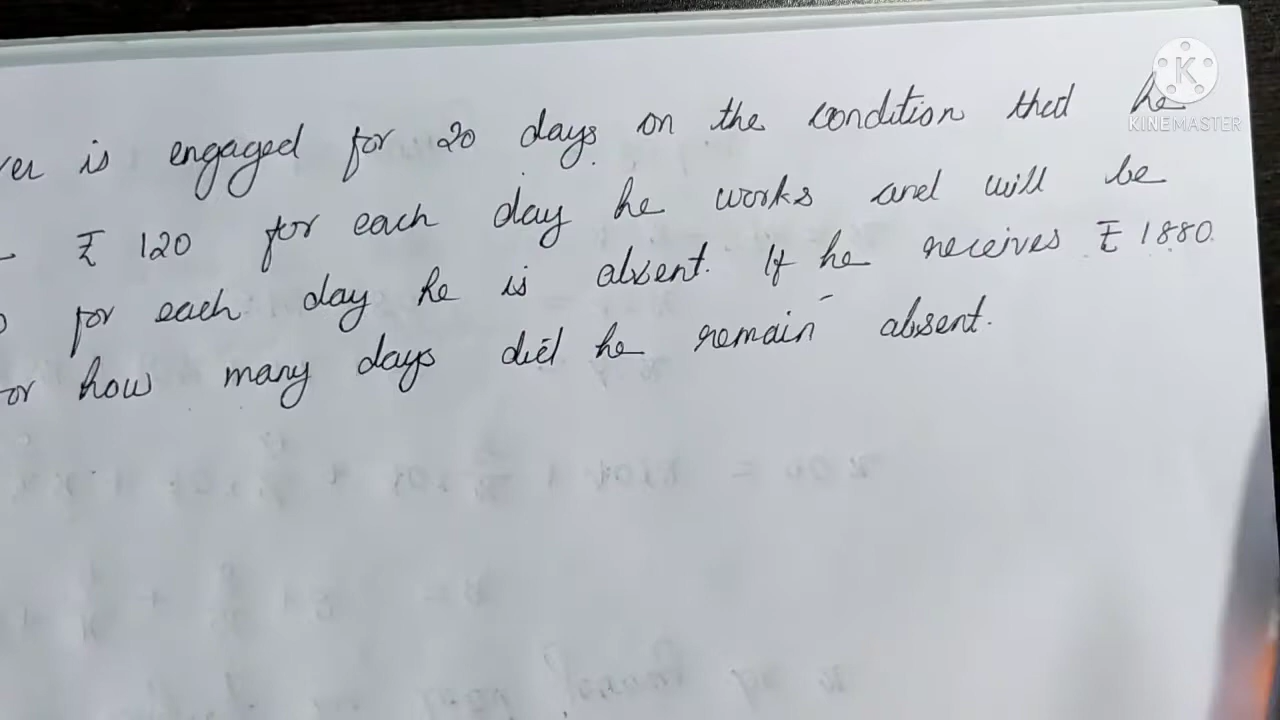 er is engaged for 20 days on the condition that he
₹ 120 for each day he works and will be
for each day he is absent. If he receives ₹ 1880.
or how many days did he remain absent.
K
KINEMASTER